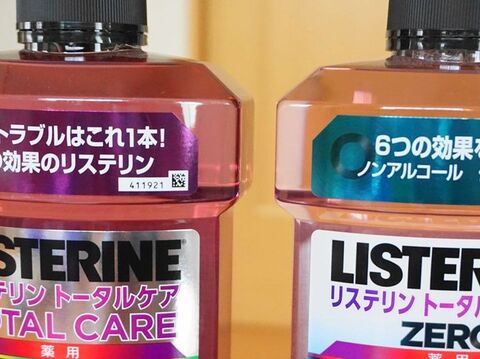 トラブルはこれ1本!
の効果のリステリン
411921
STERINE®
テリン トータルケア
OTAL CARE
薬用
6つの効果を
ノンアルコール
LISTER
リステリン トータル
ZERO
薬用